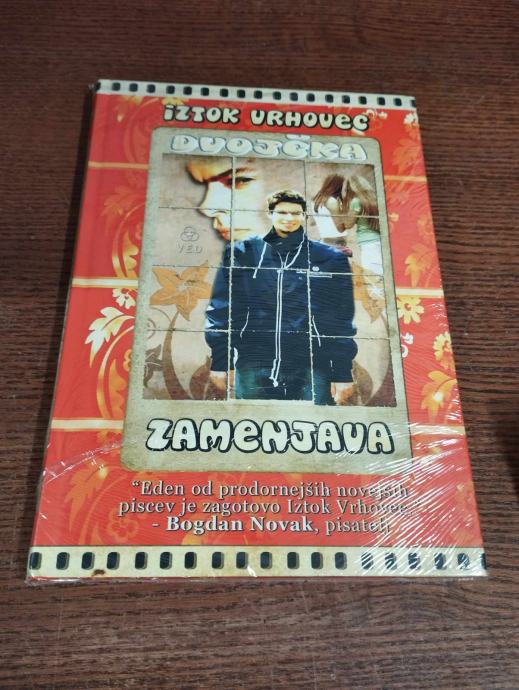 IZTOK VRHOVEC
DVOJČKA
VED
ZAMENJAVA
"Eden od prodornejših novejših
piscev je zagotovo Iztok Vrhovec."
- Bogdan Novak, pisatelj